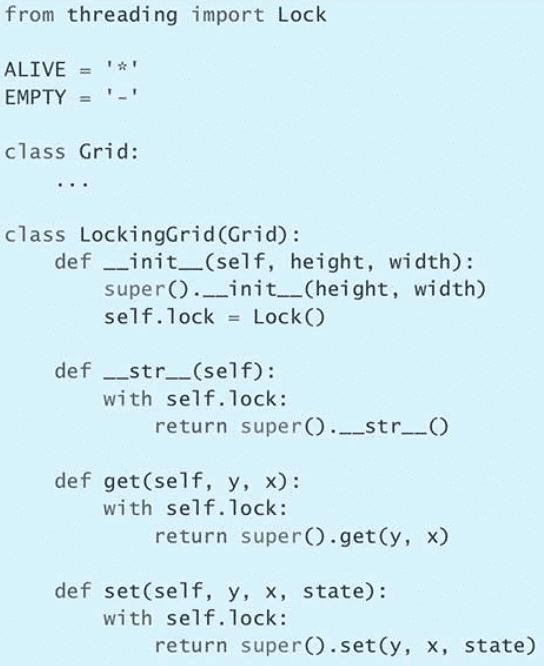 from threading import Lock

ALIVE = '*'
EMPTY = '-'

class Grid:
    ...

class LockingGrid(Grid):
    def __init__(self, height, width):
        super().__init__(height, width)
        self.lock = Lock()

    def __str__(self):
        with self.lock:
            return super().__str__()

    def get(self, y, x):
        with self.lock:
            return super().get(y, x)

    def set(self, y, x, state):
        with self.lock:
            return super().set(y, x, state)